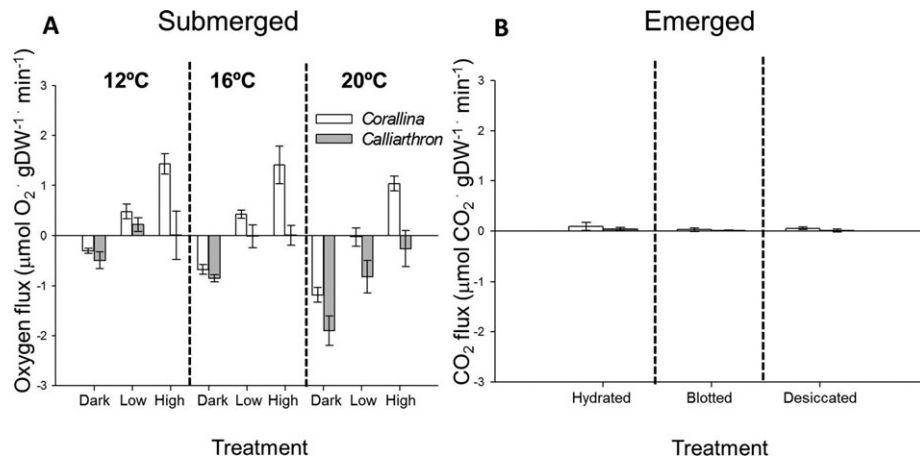 A Submerged
12ºC 16ºC 20ºC
Corallina
Calliarthron
Oxygen flux (µmol O₂· gDW⁻¹· min⁻¹)
3
2
1
0
-1
-2
-3
Dark Low High Dark Low High Dark Low High
Treatment
B Emerged
CO₂ flux (µmol CO₂· gDW⁻¹· min⁻¹)
3
2
1
0
-1
-2
-3
Hydrated Blotted Desiccated
Treatment